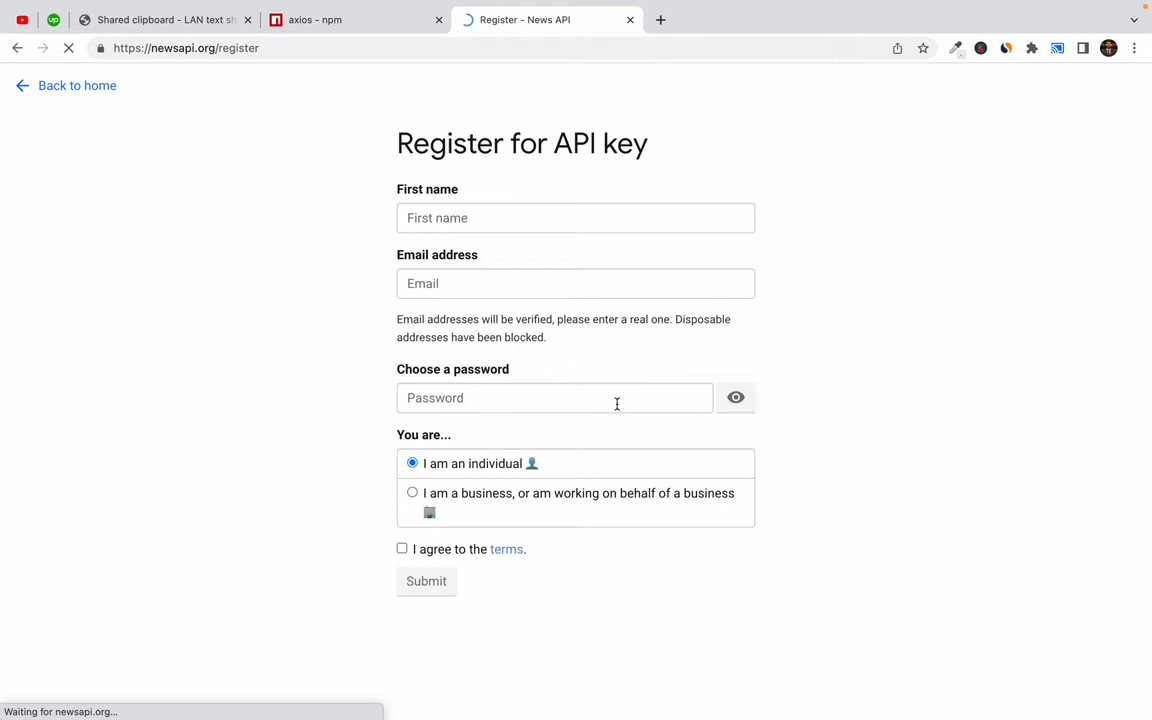 Shared clipboard - LAN text sh
axios - npm
Register - News API
https://newsapi.org/register
Back to home
Register for API key
First name
First name
Email address
Email
Email addresses will be verified, please enter a real one. Disposable
addresses have been blocked.
Choose a password
Password
You are...
I am an individual
I am a business, or am working on behalf of a business
I agree to the terms.
Submit
Waiting for newsapi.org...